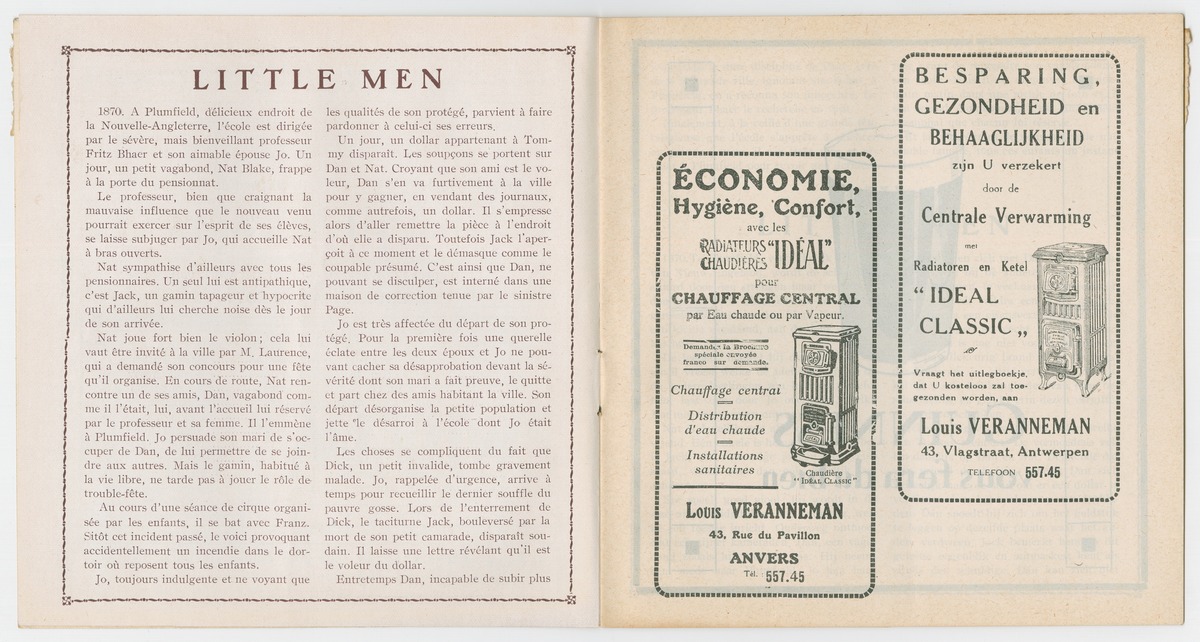 LITTLE MEN
1870. A Plumfield, délicieux endroit de
la Nouvelle-Angleterre, l'école est dirigée
par le sévère, mais bienveillant professeur
Fritz Bhaer et son aimable épouse Jo. Un
jour, un petit vagabond, Nat Blake, frappe
à la porte du pensionnat.
Le professeur, bien que craignant la
mauvaise influence que le nouveau venu
pourrait exercer sur l'esprit de ses élèves,
se laisse subjuger par Jo, qui accueille Nat
à bras ouverts.
Nat sympathise d'ailleurs avec tous les
pensionnaires. Un seul lui est antipathique,
c'est Jack, un gamin tapageur et hypocrite
qui d'ailleurs lui cherche noise dès le jour
de son arrivée.
Nat joue fort bien le violon; cela lui
vaut être invité à la ville par M. Laurence,
qui a demandé son concours pour une fête
qu'il organise. En cours de route, Nat ren-
contre un de ses amis, Dan, vagabond com-
me il l'était, lui, avant l'accueil lui réservé
par le professeur et sa femme. Il l'emmène
à Plumfield. Jo persuade son mari de s'oc-
cuper de Dan, de lui permettre de se join-
dre aux autres. Mais le gamin, habitué à
la vie libre, ne tarde pas à jouer le rôle de
trouble-fête.
Au cours d'une séance de cirque organi-
sée par les enfants, il se bat avec Franz.
Sitôt cet incident passé, le voici provoquant
accidentellement un incendie dans le dor-
toir où reposent tous les enfants.
Jo, toujours indulgente et ne voyant que
les qualités de son protégé, parvient à faire
pardonner à celui-ci ses erreurs.
Un jour, un dollar appartenant à Tom-
my disparaît. Les soupçons se portent sur
Dan et Nat. Croyant que son ami est le vo-
leur, Dan s'en va furtivement à la ville
pour y gagner, en vendant des journaux,
comme autrefois, un dollar. Il s'empresse
alors d'aller remettre la pièce à l'endroit
d'où elle a disparu. Toutefois Jack l'aper-
çoit à ce moment et le démasque comme le
coupable présumé. C'est ainsi que Dan, ne
pouvant se disculper, est interné dans une
maison de correction tenue par le sinistre
Page.
Jo est très affectée du départ de son pro-
tégé. Pour la première fois une querelle
éclate entre les deux époux et Jo ne pou-
vant cacher sa désapprobation devant la sé-
vérité dont son mari a fait preuve, le quitte
et part chez des amis habitant la ville. Son
départ désorganise la petite population et
jette le désarroi à l'école dont Jo était
l'âme.
Les choses se compliquent du fait que
Dick, un petit invalide, tombe gravement
malade. Jo, rappelée d'urgence, arrive à
temps pour recueillir le dernier souffle du
pauvre gosse. Lors de l'enterrement de
Dick, le taciturne Jack, bouleversé par la
mort de son petit camarade, disparaît sou-
dain. Il laisse une lettre révélant qu'il est
le voleur du dollar.
Entretemps Dan, incapable de subir plus
ÉCONOMIE,
Hygiène, Confort,
avec les
RADIATEURS
CHAUDIÈRES "IDÉAL"
pour
CHAUFFAGE CENTRAL
par Eau chaude ou par Vapeur.
Demandez la Brochure
spéciale envoyée
franco sur demande.
Chauffage central
Distribution
d'eau chaude
Installations
sanitaires
Chaudière
"IDÉAL CLASSIC"
LOUIS VERANNEMAN
43, Rue du Pavillon
ANVERS
Tél. 557.45
BESPARING,
GEZONDHEID en
BEHAAGLIJKHEID
zijn U verzekert
door de
Centrale Verwarming
met
Radiatoren en Ketel
"IDEAL
CLASSIC „
Vraagt het uitlegboekje,
dat U kosteloos zal toe-
gezonden worden, aan
Louis VERANNEMAN
43, Vlagstraat, Antwerpen
TELEFOON 557.45